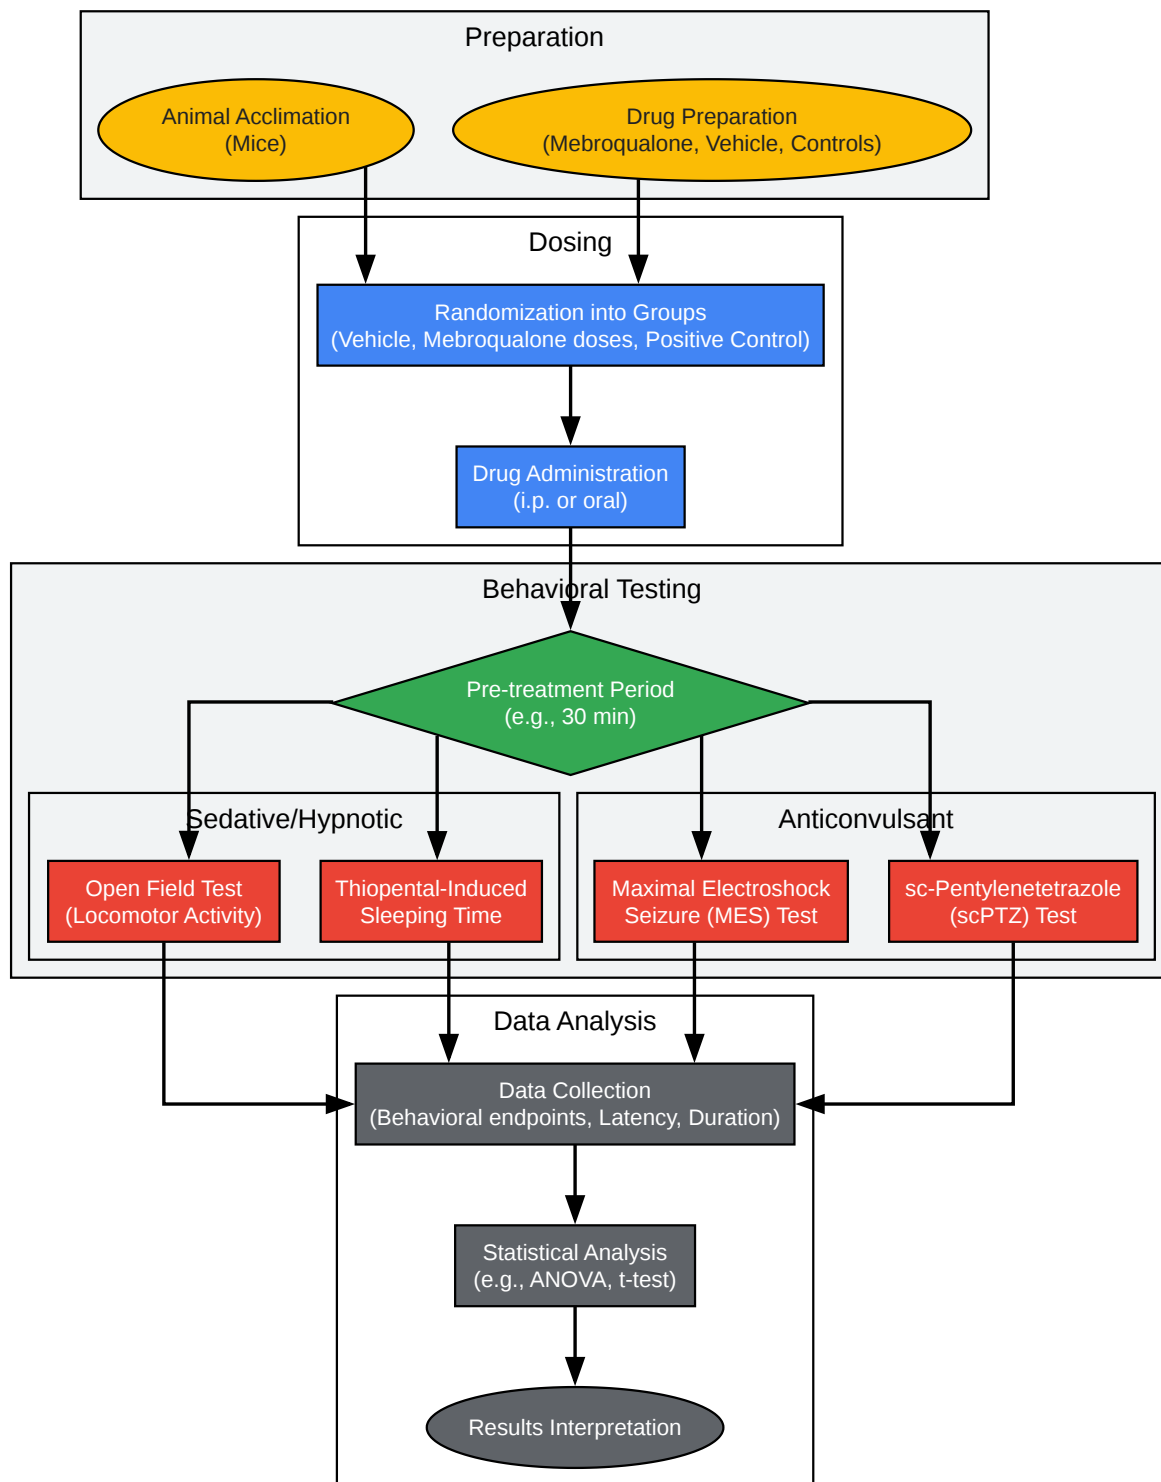 Preparation
Animal Acclimation
(Mice)
Drug Preparation
(Mebroqualone, Vehicle, Controls)
Dosing
Randomization into Groups
(Vehicle, Mebroqualone doses, Positive Control)
Drug Administration
(i.p. or oral)
Behavioral Testing
Pre-treatment Period
(e.g., 30 min)
Sedative/Hypnotic
Open Field Test
(Locomotor Activity)
Thiopental-Induced
Sleeping Time
Anticonvulsant
Maximal Electroshock
Seizure (MES) Test
sc-Pentylenetetrazole
(scPTZ) Test
Data Analysis
Data Collection
(Behavioral endpoints, Latency, Duration)
Statistical Analysis
(e.g., ANOVA, t-test)
Results Interpretation